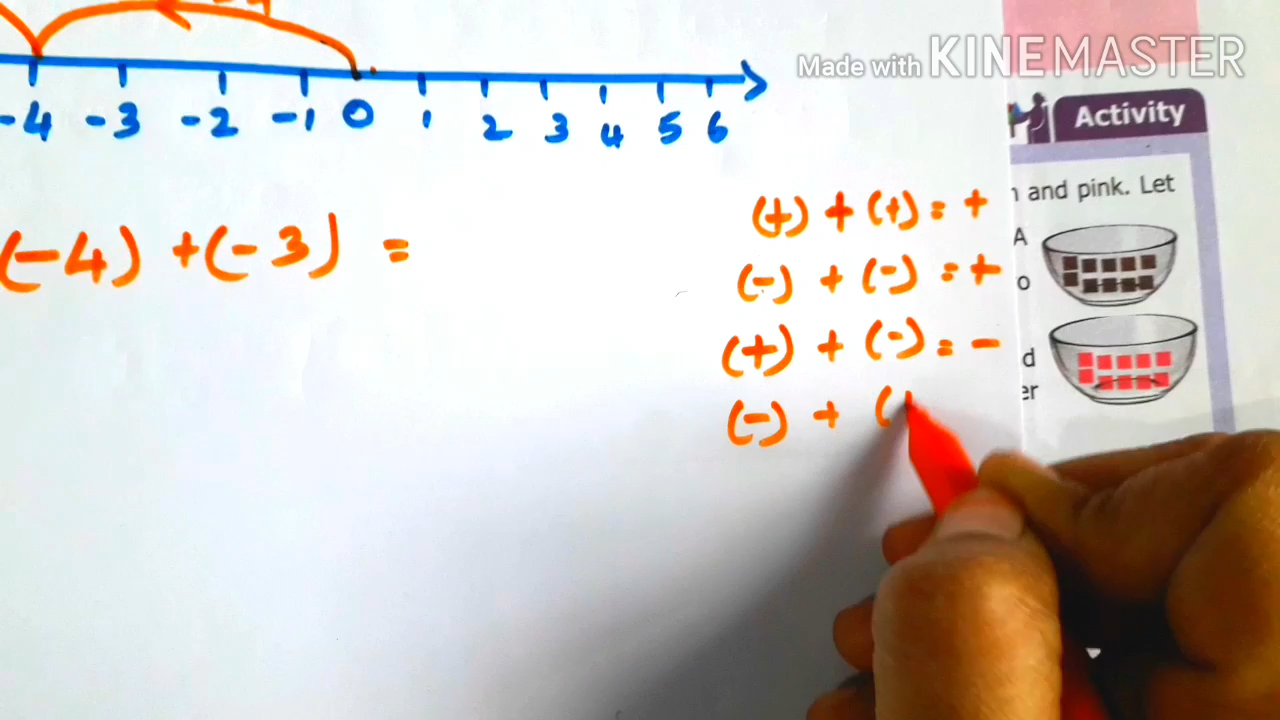 Made with KINEMASTER
-4 -3 -2 -1 0 1 2 3 4 5 6
Activity
and pink. Let
A
o
d
er
(-4) + (-3) =
(+) + (+) = +
(-) + (-) = +
(+) + (-) = -
(-) + (